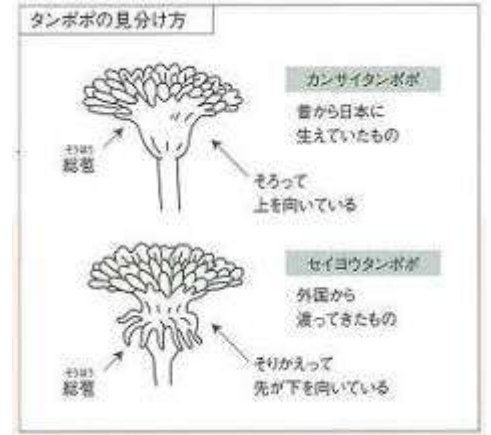 タンポポの見分け方
カンサイタンポポ
昔から日本に
生えていたもの
そうほう
総苞
そろって
上を向いている
セイヨウタンポポ
外国から
渡ってきたもの
そうほう
総苞
そりかえって
先が下を向いている